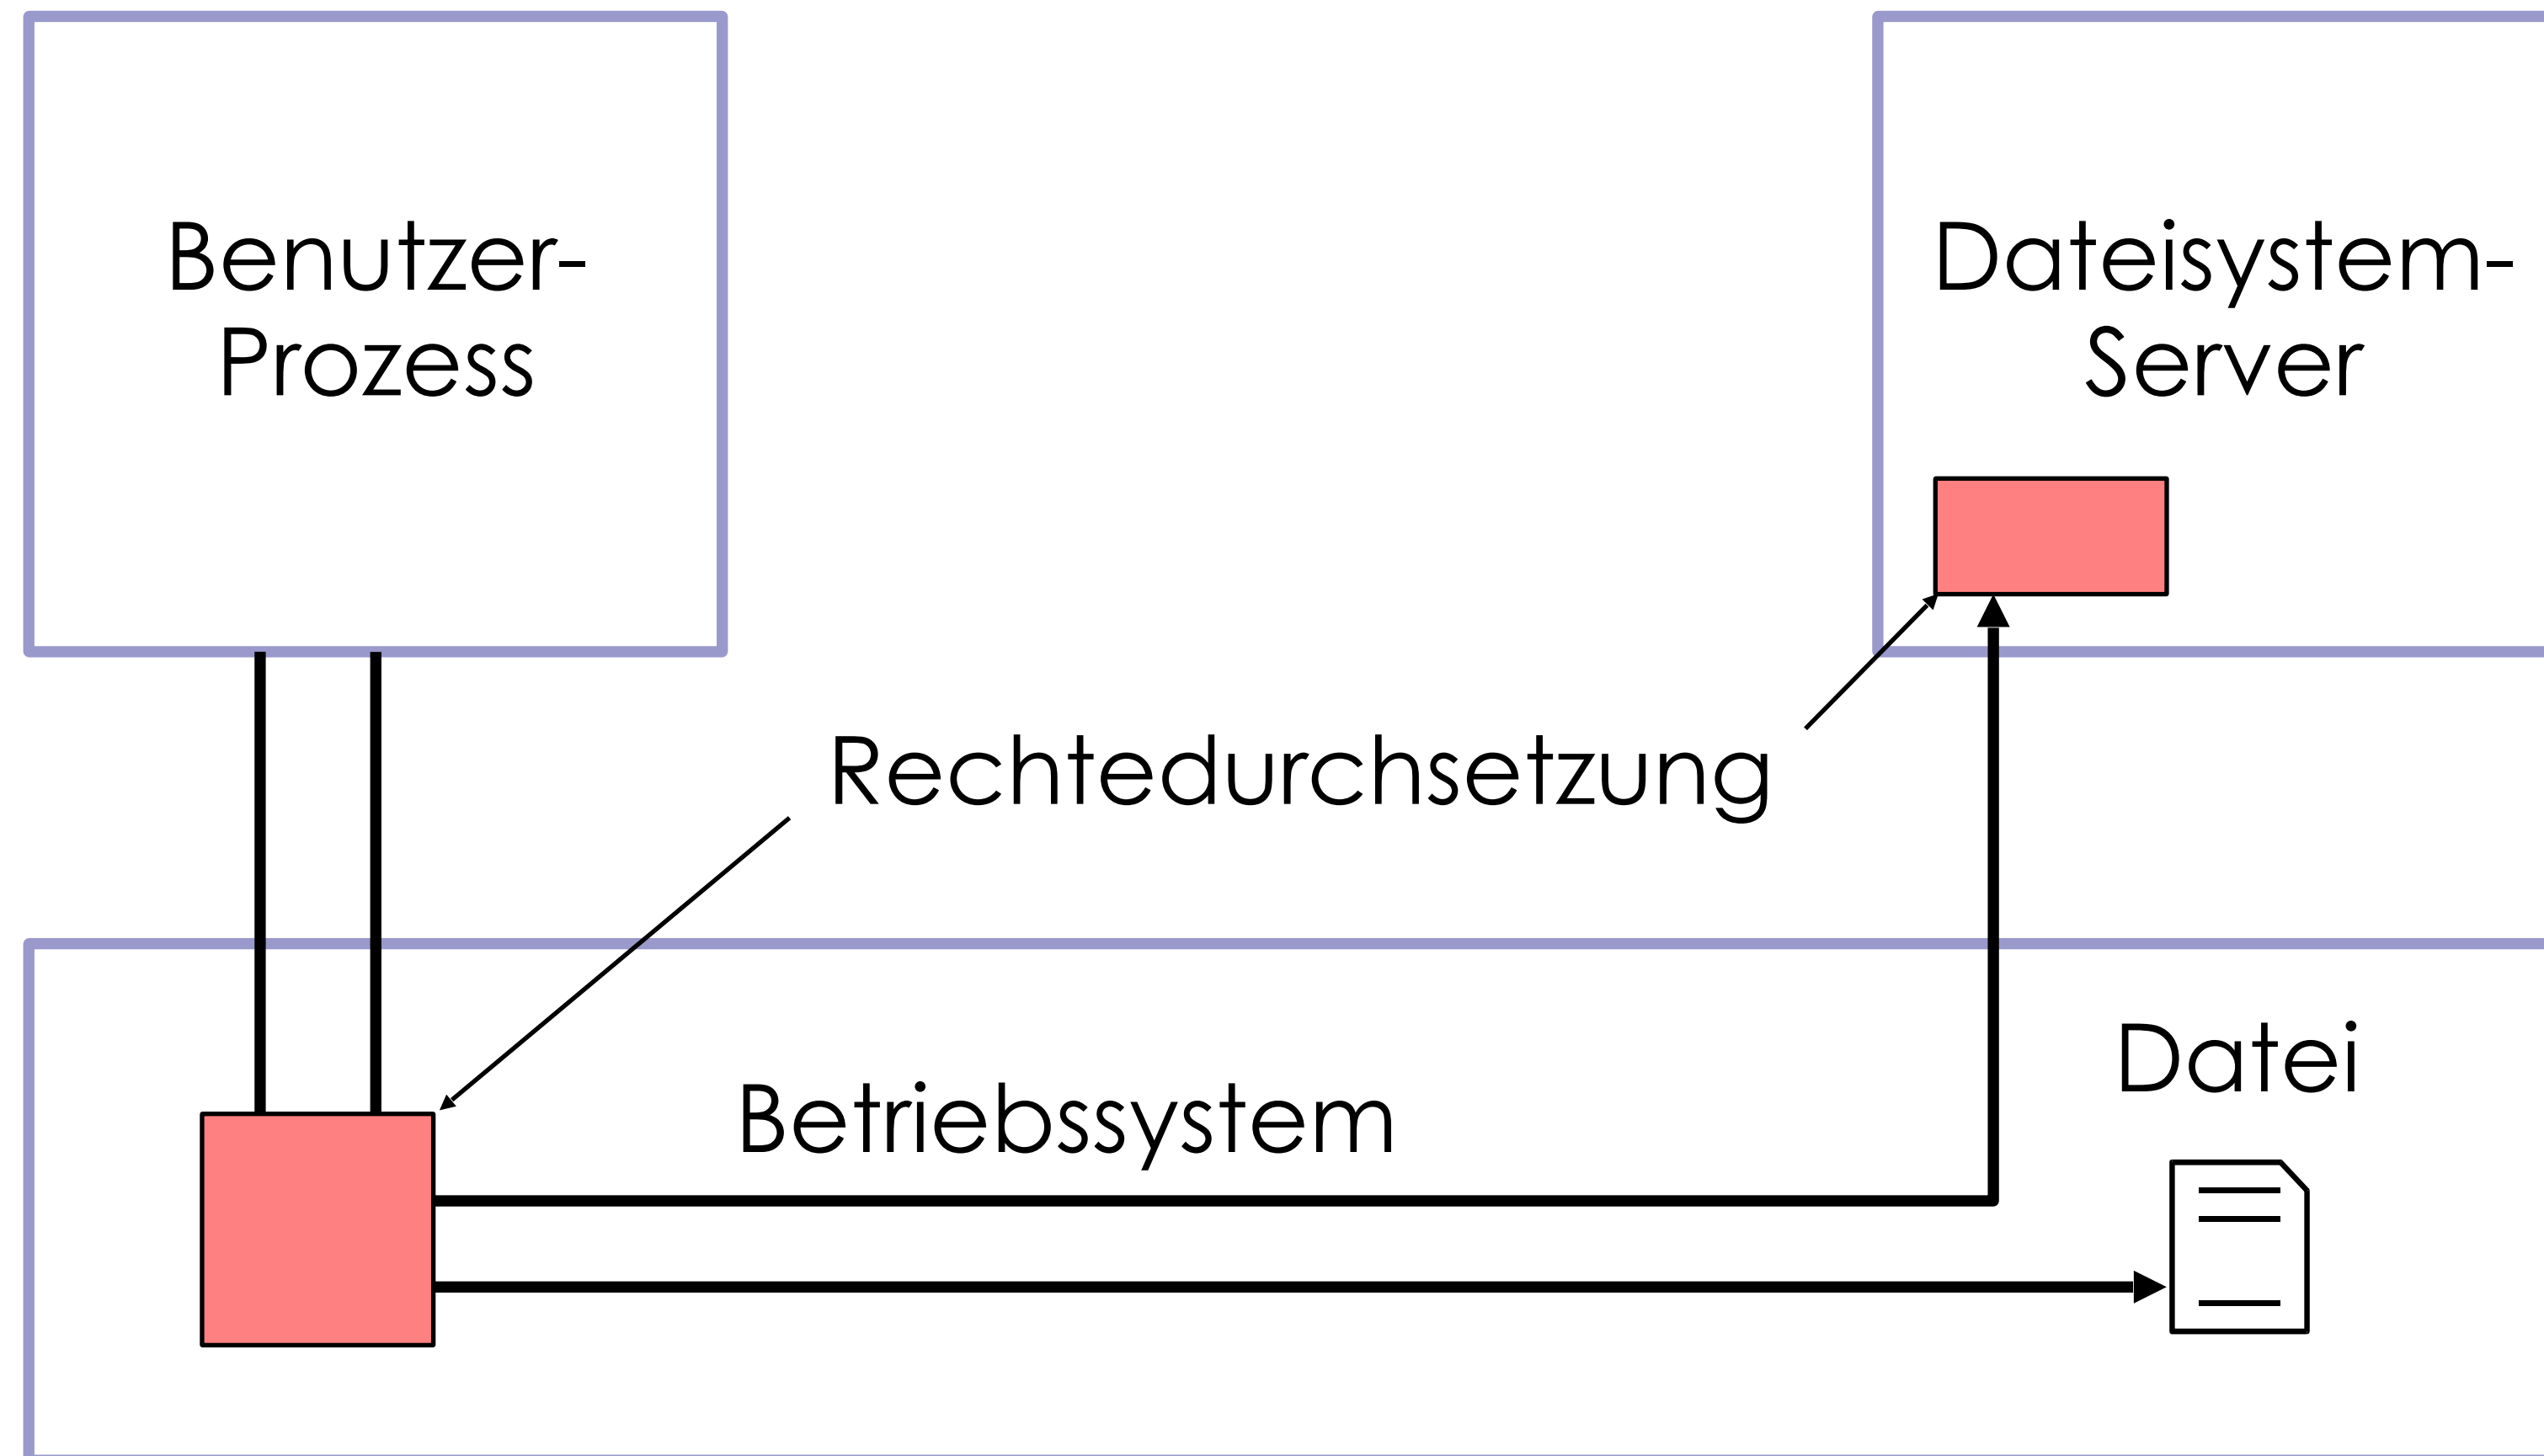 Benutzer-
Prozess
Dateisystem-
Server
Rechtedurchsetzung
Datei
Betriebssystem